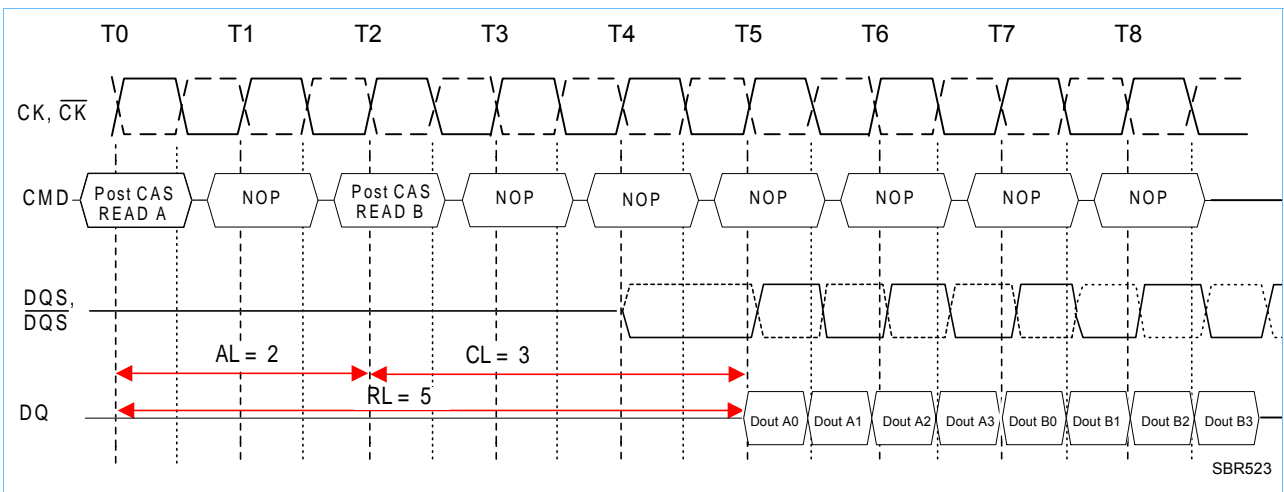 T0 T1 T2 T3 T4 T5 T6 T7 T8
CK, CK
CMD
Post CAS
READ A
NOP
Post CAS
READ B
NOP
NOP
NOP
NOP
NOP
NOP
DQS,
DQS
AL = 2
CL = 3
RL = 5
DQ
Dout A0 Dout A1 Dout A2 Dout A3 Dout B0 Dout B1 Dout B2 Dout B3
SBR523